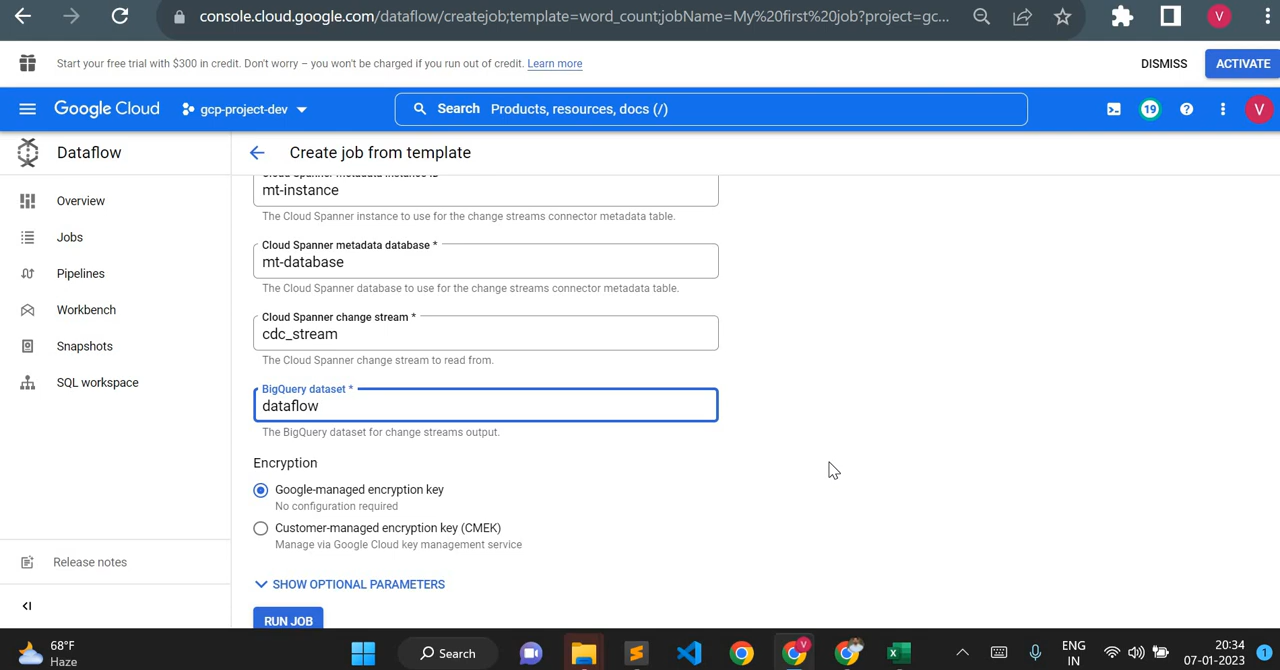 console.cloud.google.com/dataflow/createjob;template=word_count;jobName=My%20first%20job?project=gc...
V
Start your free trial with $300 in credit. Don't worry – you won't be charged if you run out of credit. Learn more
DISMISS
ACTIVATE
Google Cloud
gcp-project-dev
Search Products, resources, docs (/)
19
V
Dataflow
Create job from template
Overview
Jobs
Pipelines
Workbench
Snapshots
SQL workspace
Release notes
Cloud Spanner metadata instance ID
mt-instance
The Cloud Spanner instance to use for the change streams connector metadata table.
Cloud Spanner metadata database *
mt-database
The Cloud Spanner database to use for the change streams connector metadata table.
Cloud Spanner change stream *
cdc_stream
The Cloud Spanner change stream to read from.
BigQuery dataset *
dataflow
The BigQuery dataset for change streams output.
Encryption
Google-managed encryption key
No configuration required
Customer-managed encryption key (CMEK)
Manage via Google Cloud key management service
SHOW OPTIONAL PARAMETERS
RUN JOB
68°F
Haze
Search
ENG
IN
20:34
07-01-2023
1